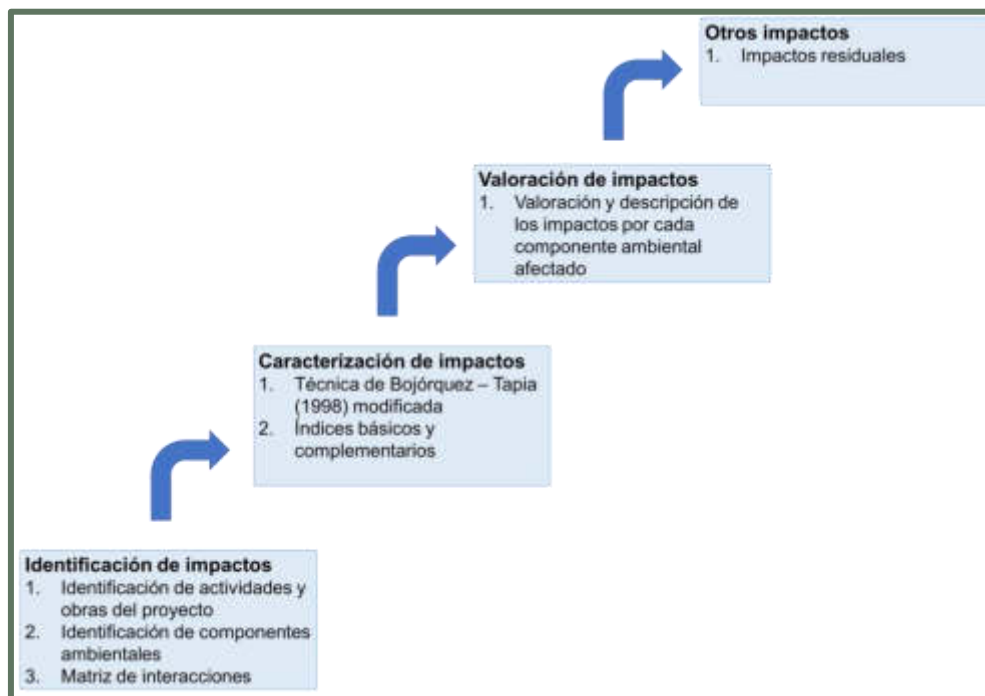 Otros impactos
1. Impactos residuales
Valoración de impactos
1. Valoración y descripción de
los impactos por cada
componente ambiental
afectado
Caracterización de impactos
1. Técnica de Bojórquez – Tapia
(1998) modificada
2. Índices básicos y
complementarios
Identificación de impactos
1. Identificación de actividades y
obras del proyecto
2. Identificación de componentes
ambientales
3. Matriz de interacciones